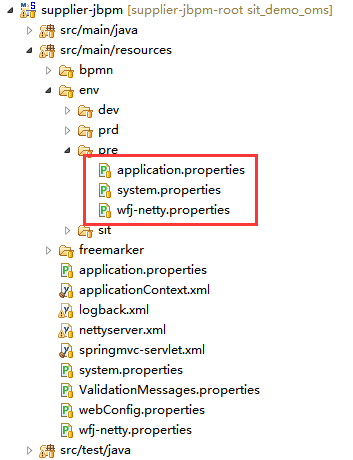 supplier-jbpm [supplier-jbpm-root sit_demo_oms]
src/main/java
src/main/resources
bpmn
env
dev
prd
pre
application.properties
system.properties
wfj-netty.properties
sit
freemarker
application.properties
applicationContext.xml
logback.xml
nettyserver.xml
springmvc-servlet.xml
system.properties
ValidationMessages.properties
webConfig.properties
wfj-netty.properties
src/test/java